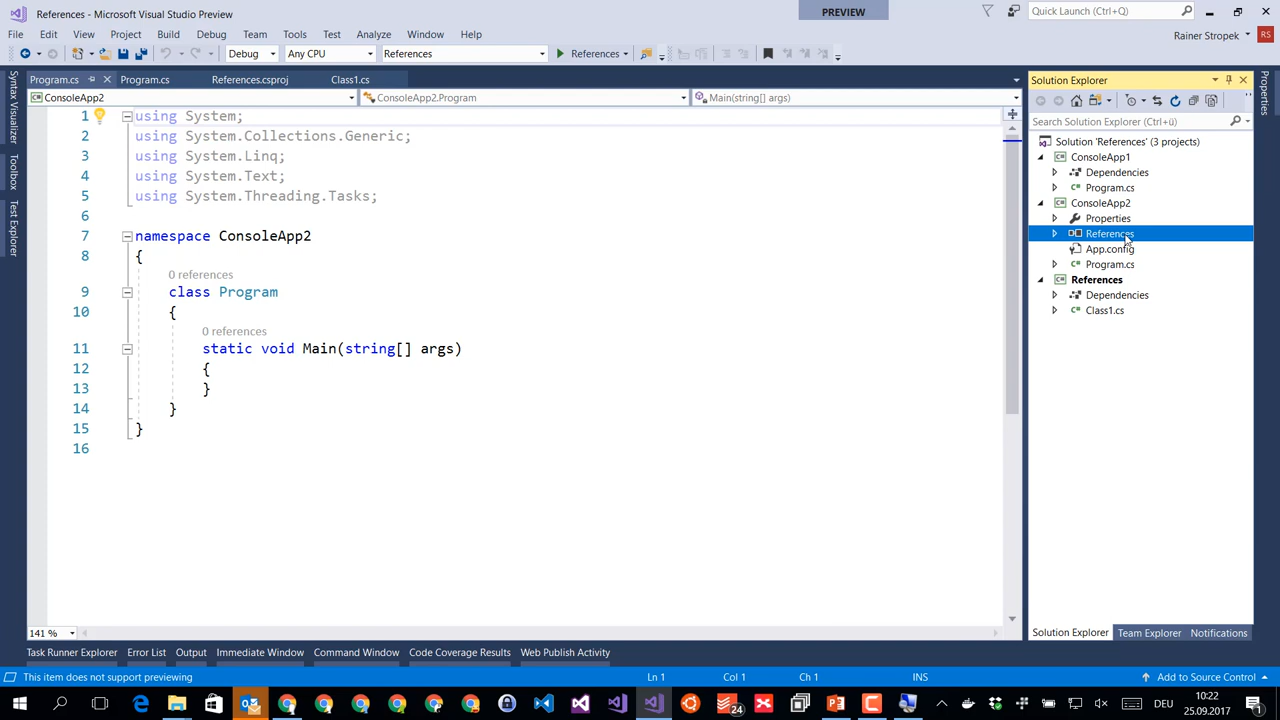 References - Microsoft Visual Studio Preview
PREVIEW
Quick Launch (Ctrl+Q)
File Edit View Project Build Debug Team Tools Test Analyze Window Help
Rainer Stropek
RS
Debug
Any CPU
References
References
Program.cs
Program.cs
References.csproj
Class1.cs
ConsoleApp2
ConsoleApp2.Program
Main(string[] args)
Syntax Visualizer
Toolbox
Test Explorer
1 using System;
2 using System.Collections.Generic;
3 using System.Linq;
4 using System.Text;
5 using System.Threading.Tasks;
6
7 namespace ConsoleApp2
8 {
0 references
9 class Program
10 {
0 references
11 static void Main(string[] args)
12 {
13 }
14 }
15 }
16
141 %
Solution Explorer
Search Solution Explorer (Ctrl+ü)
Solution 'References' (3 projects)
ConsoleApp1
Dependencies
Program.cs
ConsoleApp2
Properties
References
App.config
Program.cs
References
Dependencies
Class1.cs
Solution Explorer Team Explorer Notifications
Properties
Task Runner Explorer Error List Output Immediate Window Command Window Code Coverage Results Web Publish Activity
This item does not support previewing
Ln 1 Col 1 Ch 1 INS
Add to Source Control
24
DEU
10:22
25.09.2017